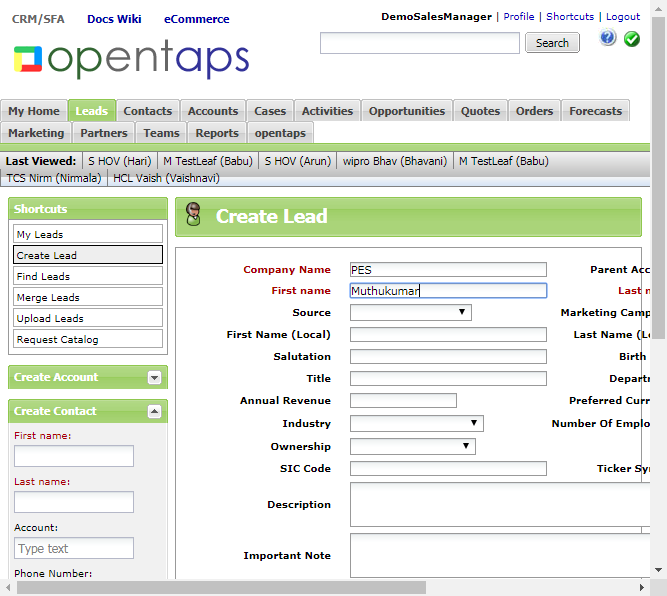 CRM/SFA Docs Wiki eCommerce
DemoSalesManager | Profile | Shortcuts | Logout
opentaps
Search
My Home Leads Contacts Accounts Cases Activities Opportunities Quotes Orders Forecasts
Marketing Partners Teams Reports opentaps
Last Viewed: S HOV (Hari) M TestLeaf (Babu) S HOV (Arun) wipro Bhav (Bhavani) M TestLeaf (Babu)
TCS Nirm (Nirmala) HCL Vaish (Vaishnavi)
Shortcuts
My Leads
Create Lead
Find Leads
Merge Leads
Upload Leads
Request Catalog
Create Account
Create Contact
First name:
Last name:
Account:
Type text
Phone Number:
Create Lead
Company Name PES Parent Acc
First name Muthukumar Last n
Source Marketing Camp
First Name (Local) Last Name (Lo
Salutation Birth
Title Departm
Annual Revenue Preferred Curr
Industry Number Of Emplo
Ownership
SIC Code Ticker Sy
Description
Important Note